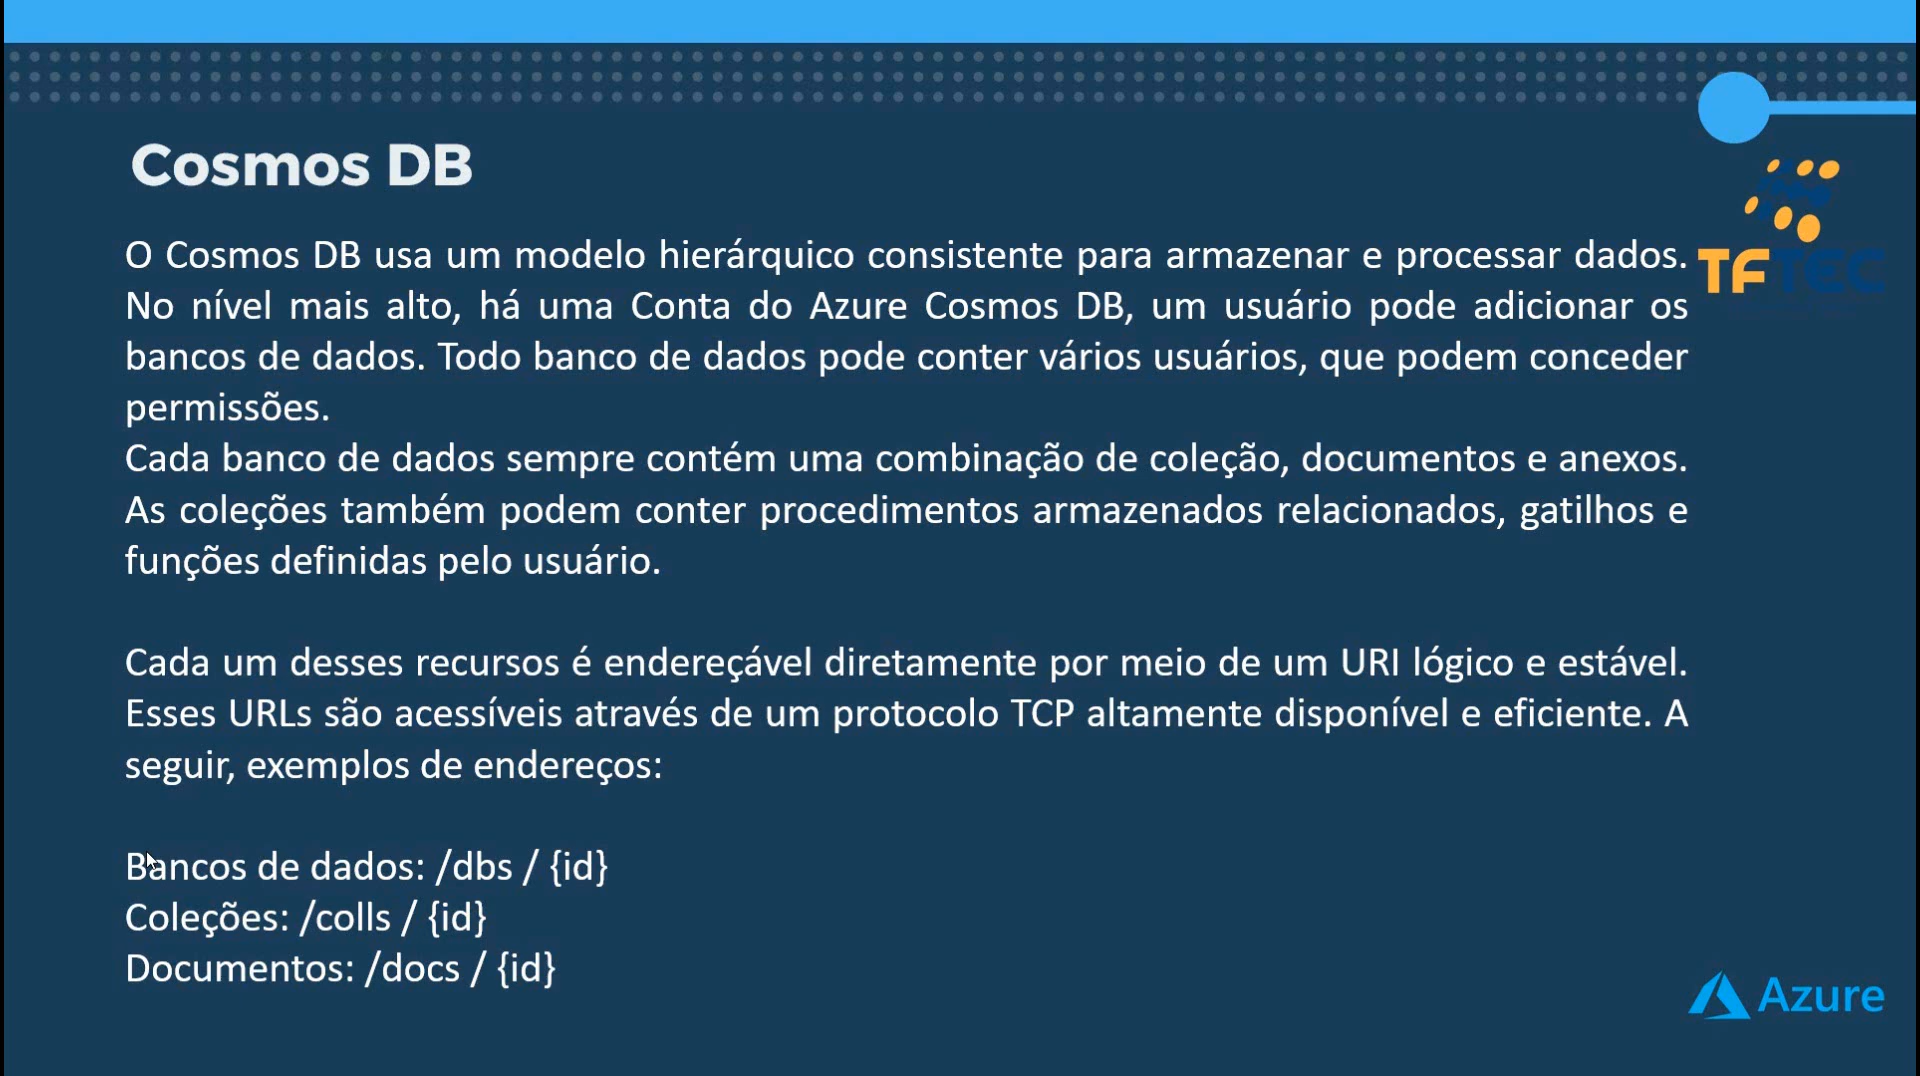 Cosmos DB
TFTEC
O Cosmos DB usa um modelo hierárquico consistente para armazenar e processar dados.
No nível mais alto, há uma Conta do Azure Cosmos DB, um usuário pode adicionar os
bancos de dados. Todo banco de dados pode conter vários usuários, que podem conceder
permissões.
Cada banco de dados sempre contém uma combinação de coleção, documentos e anexos.
As coleções também podem conter procedimentos armazenados relacionados, gatilhos e
funções definidas pelo usuário.
Cada um desses recursos é endereçável diretamente por meio de um URI lógico e estável.
Esses URLs são acessíveis através de um protocolo TCP altamente disponível e eficiente. A
seguir, exemplos de endereços:
Bancos de dados: /dbs / {id}
Coleções: /colls / {id}
Documentos: /docs / {id}
Azure